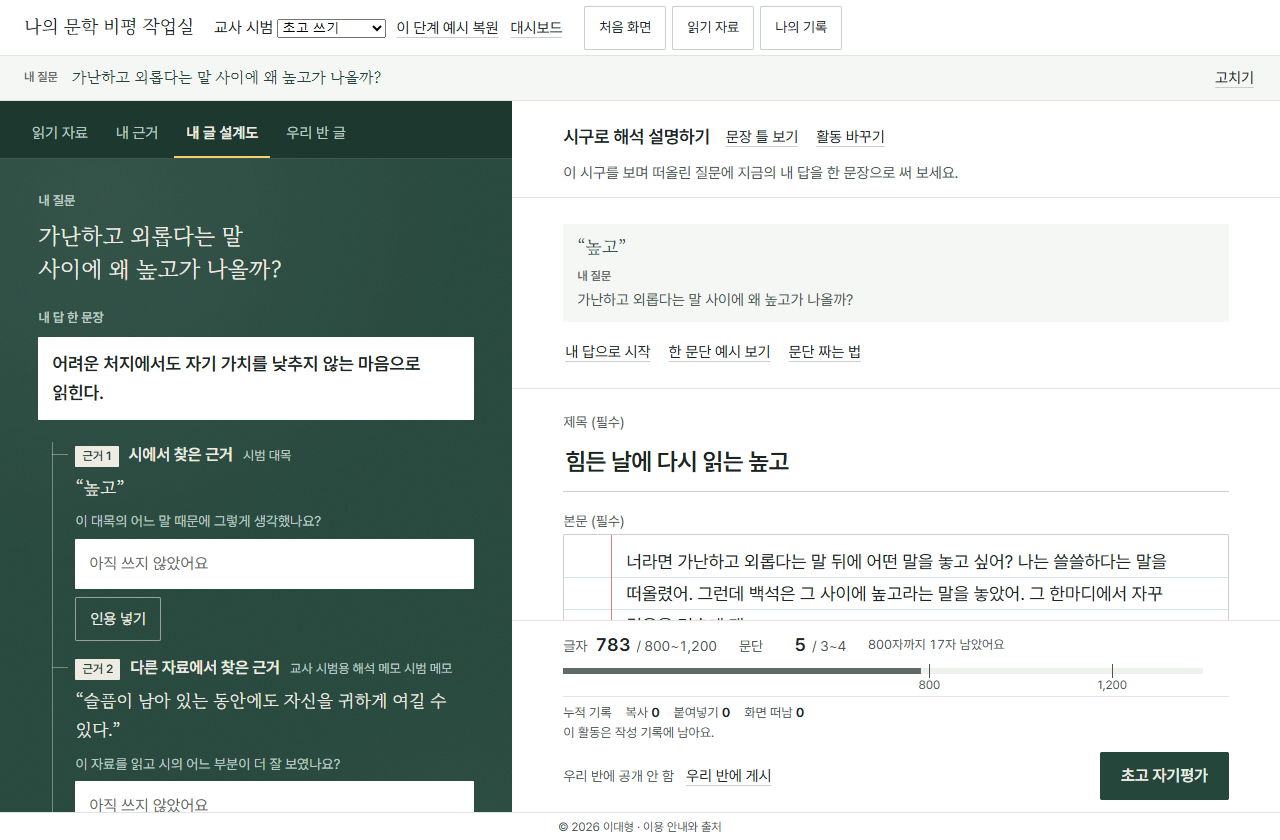 나의 문학 비평 작업실
교사 시범 초고 쓰기 이 단계 예시 복원 대시보드 처음 화면 읽기 자료 나의 기록
내 질문 가난하고 외롭다는 말 사이에 왜 높고가 나올까? 고치기
읽기 자료 내 근거 내 글 설계도 우리 반 글
내 질문
가난하고 외롭다는 말
사이에 왜 높고가 나올까?
내 답 한 문장
어려운 처지에서도 자기 가치를 낮추지 않는 마음으로
읽힌다.
근거 1 시에서 찾은 근거 시범 대목
“높고”
이 대목의 어느 말 때문에 그렇게 생각했나요?
아직 쓰지 않았어요
인용 넣기
근거 2 다른 자료에서 찾은 근거 교사 시범용 해석 메모 시범 메모
“슬픔이 남아 있는 동안에도 자신을 귀하게 여길 수
있다.”
이 자료를 읽고 시의 어느 부분이 더 잘 보였나요?
아직 쓰지 않았어요
시구로 해석 설명하기 문장 틀 보기 활동 바꾸기
이 시구를 보며 떠올린 질문에 지금의 내 답을 한 문장으로 써 보세요.
“높고”
내 질문
가난하고 외롭다는 말 사이에 왜 높고가 나올까?
내 답으로 시작 한 문단 예시 보기 문단 짜는 법
제목 (필수)
힘든 날에 다시 읽는 높고
본문 (필수)
너라면 가난하고 외롭다는 말 뒤에 어떤 말을 놓고 싶어? 나는 쓸쓸하다는 말을
떠올렸어. 그런데 백석은 그 사이에 높고라는 말을 놓았어. 그 한마디에서 자꾸
글자 783 / 800~1,200 문단 5 / 3~4 800자까지 17자 남았어요
800 1,200
누적 기록 복사 0 붙여넣기 0 화면 떠남 0
이 활동은 작성 기록에 남아요.
우리 반에 공개 안 함 우리 반에 게시 초고 자기평가
© 2026 이대형 · 이용 안내와 출처